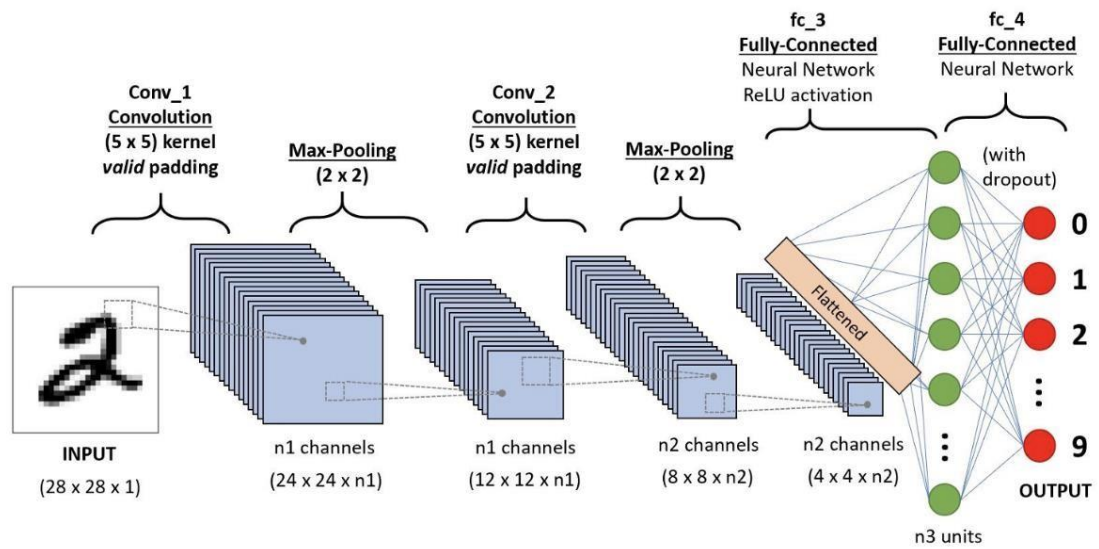 fc_3
Fully-Connected
Neural Network
ReLU activation
fc_4
Fully-Connected
Neural Network
Conv_1
Convolution
(5 x 5) kernel
valid padding
Max-Pooling
(2 x 2)
Conv_2
Convolution
(5 x 5) kernel
valid padding
Max-Pooling
(2 x 2)
(with
dropout)
Flattened
0
1
2
9
INPUT
(28 x 28 x 1)
n1 channels
(24 x 24 x n1)
n1 channels
(12 x 12 x n1)
n2 channels
(8 x 8 x n2)
n2 channels
(4 x 4 x n2)
OUTPUT
n3 units
2